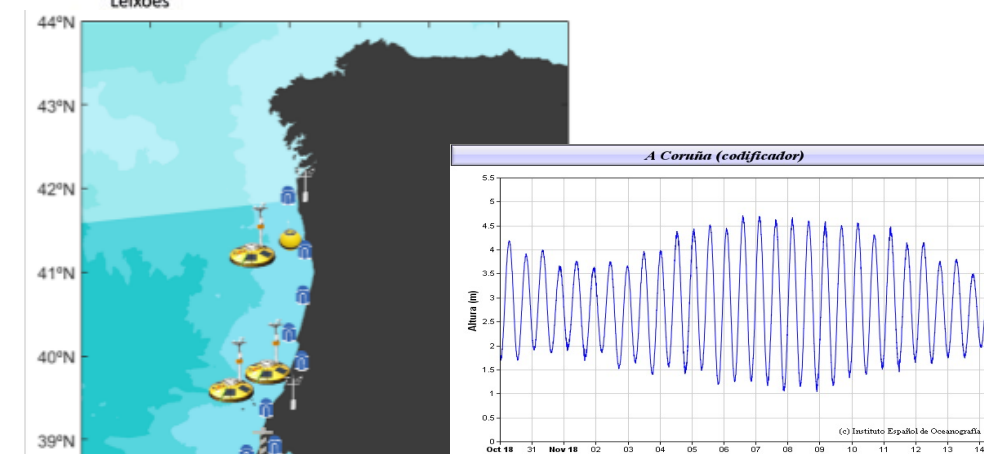 Leixões
44ºN
43ºN
42ºN
41ºN
40ºN
39ºN
A Coruña (codificador)
Altura (m)
5.5
5
4.5
4
3.5
3
2.5
2
1.5
1
0.5
0
(c) Instituto Español de Oceanografía
Oct 18 31 Nov 18 02 03 04 05 06 07 08 09 10 11 12 13 14